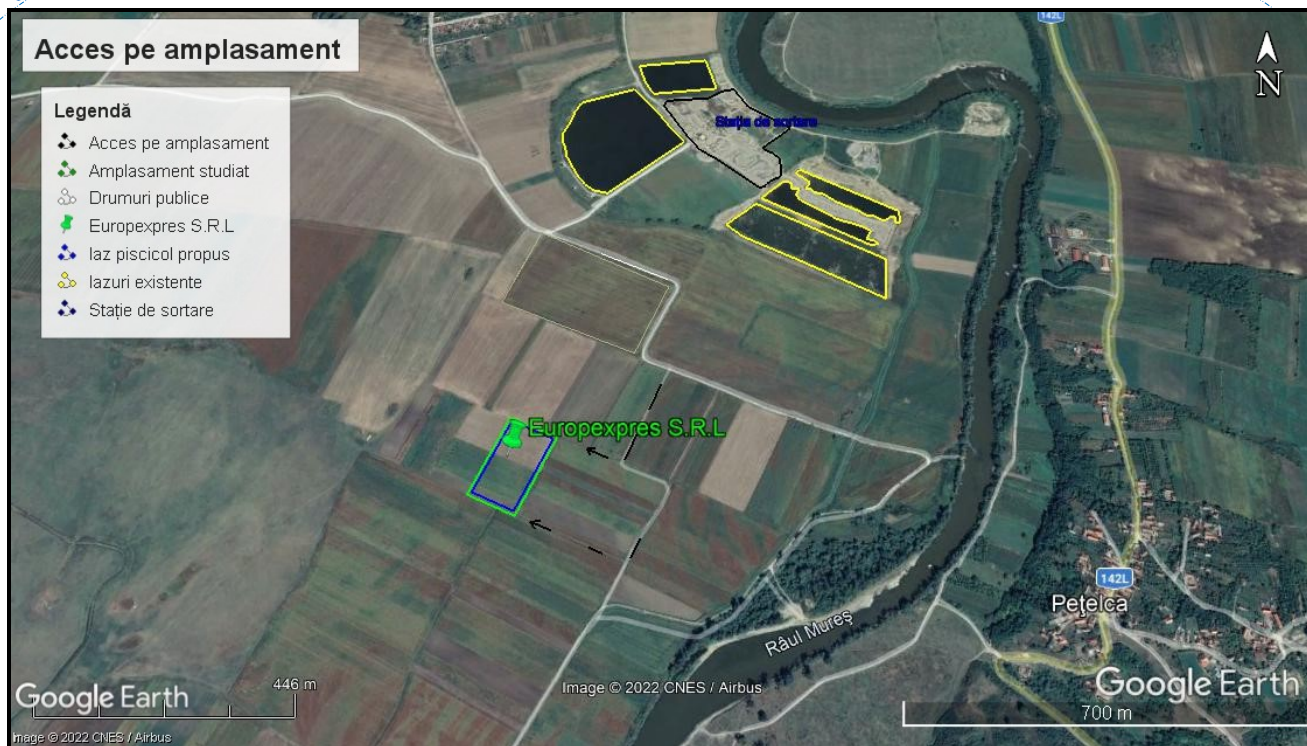 142L
Acces pe amplasament
N
Legendă
Acces pe amplasament
Amplasament studiat
Drumuri publice
Europexpres S.R.L
Iaz piscicol propus
Iazuri existente
Stație de sortare
Stația de sortare
Europexpres S.R.L
142L
Pețelca
Râul Mureș
Google Earth
446 m
Image © 2022 CNES / Airbus
Google Earth
700 m
Image © 2022 CNES / Airbus